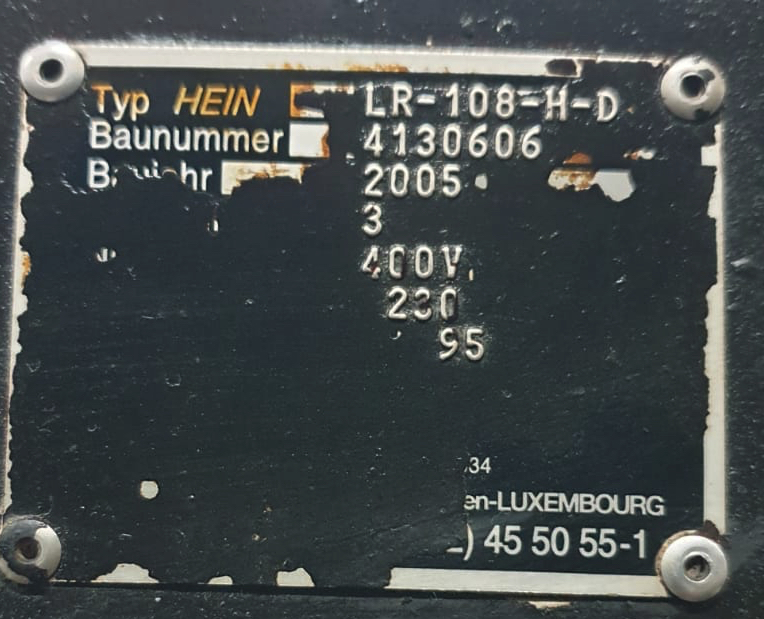 Typ HEIN LR-108-H-D
Baunummer 4130606
2005
3
400V
230
95
34
en-LUXEMBOURG
) 45 50 55-1